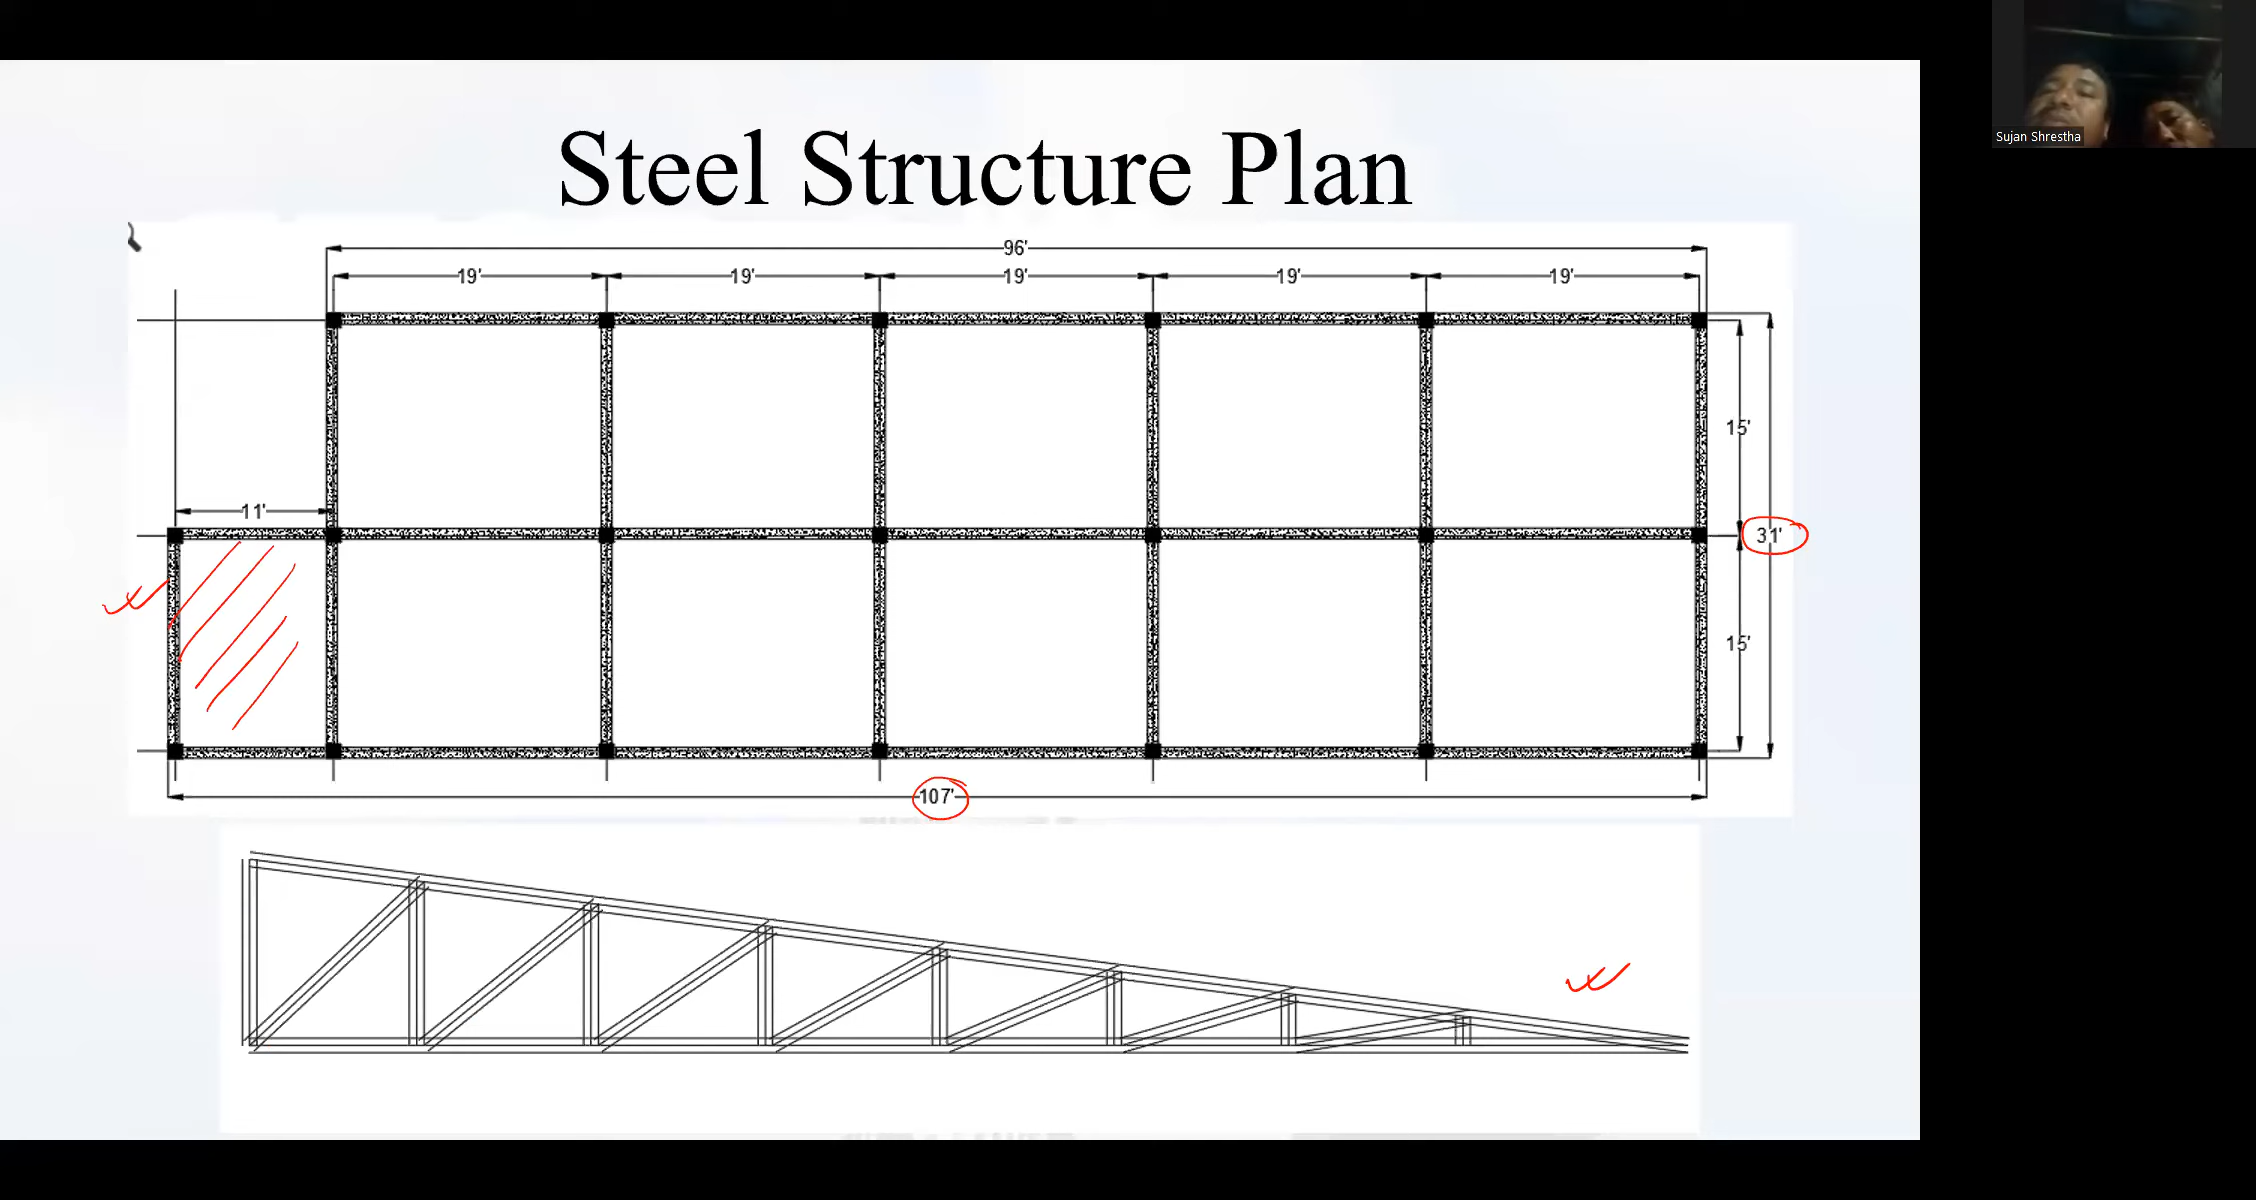 Sujan Shrestha
Steel Structure Plan
96'
19' 19' 19' 19' 19'
15'
11'
31'
15'
107'